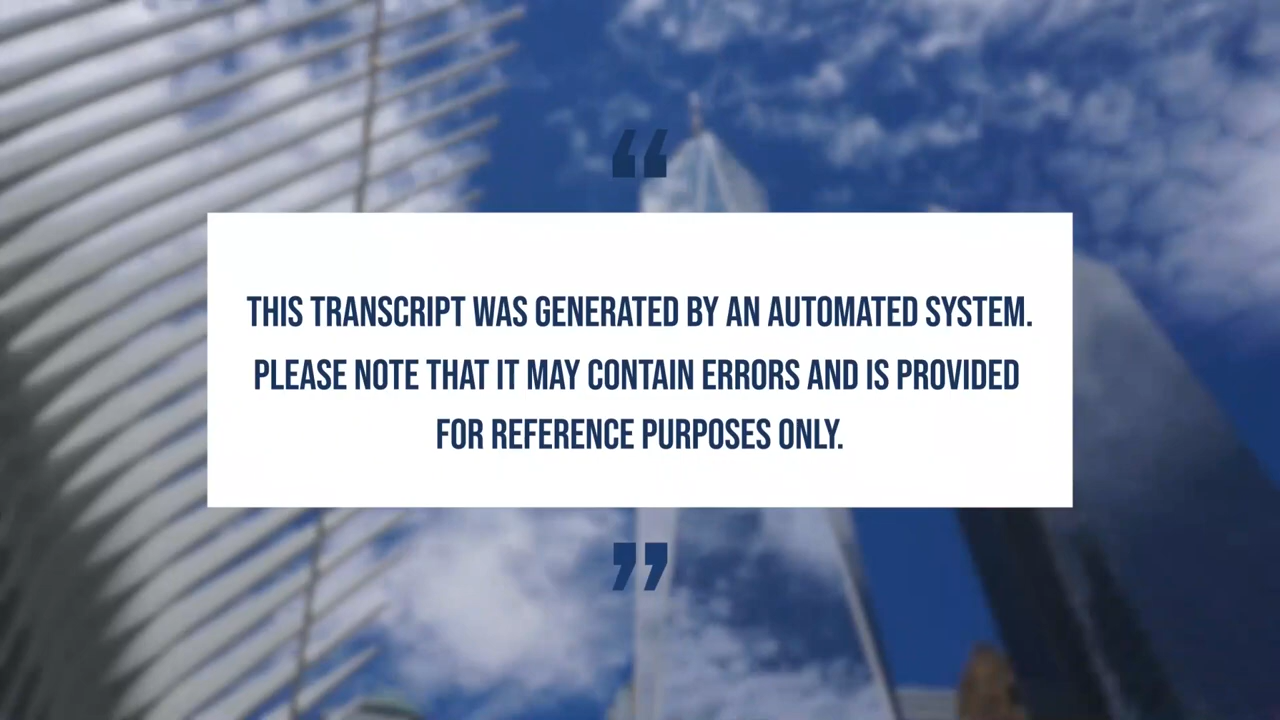 “
THIS TRANSCRIPT WAS GENERATED BY AN AUTOMATED SYSTEM.
PLEASE NOTE THAT IT MAY CONTAIN ERRORS AND IS PROVIDED
FOR REFERENCE PURPOSES ONLY.
”